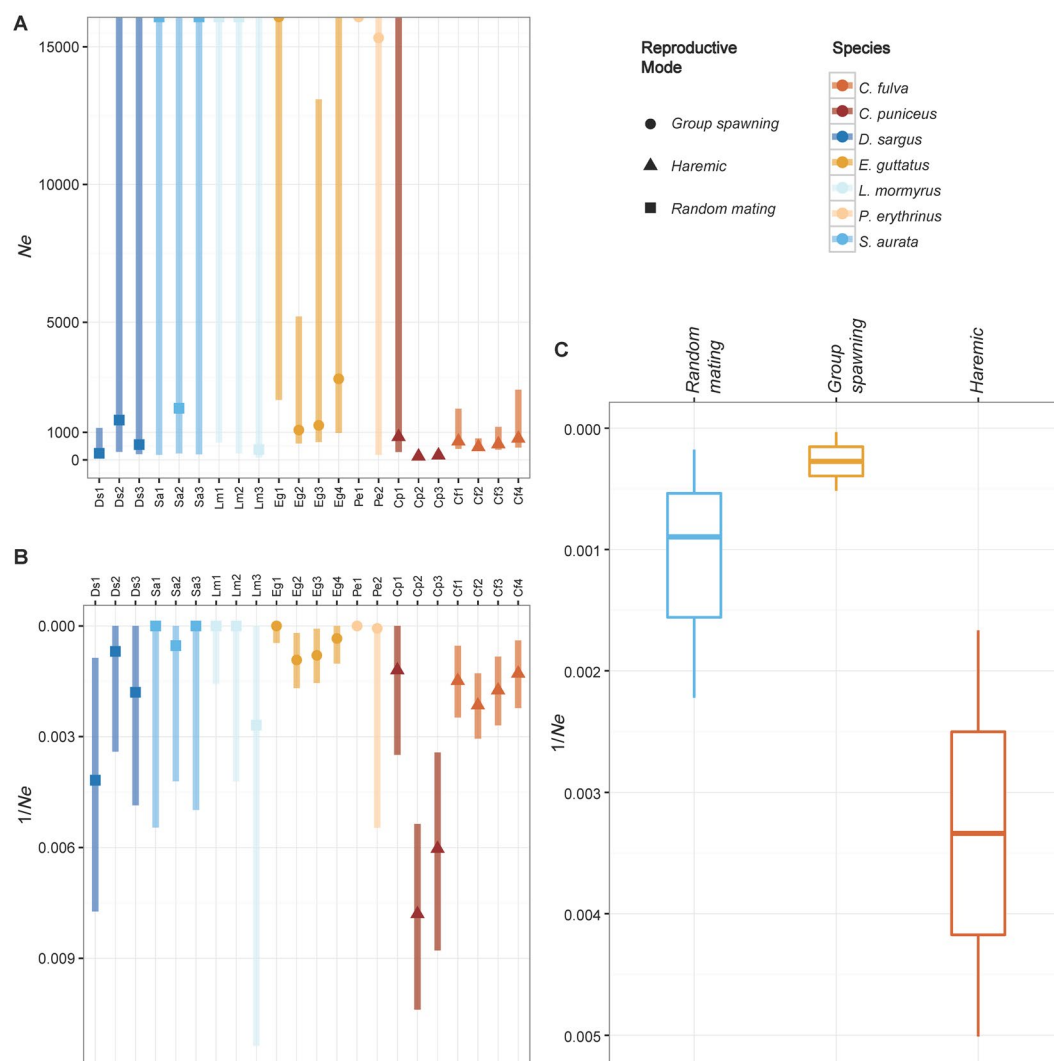 A
15000
10000
5000
1000
0
Ne
Ds1 Ds2 Ds3 Sa1 Sa2 Sa3 Lm1 Lm2 Lm3 Eg1 Eg2 Eg3 Eg4 Pe1 Pe2 Cp1 Cp2 Cp3 Cf1 Cf2 Cf3 Cf4
Reproductive
Mode
Group spawning
Haremic
Random mating
Species
C. fulva
C. puniceus
D. sargus
E. guttatus
L. mormyrus
P. erythrinus
S. aurata
B
Ds1 Ds2 Ds3 Sa1 Sa2 Sa3 Lm1 Lm2 Lm3 Eg1 Eg2 Eg3 Eg4 Pe1 Pe2 Cp1 Cp2 Cp3 Cf1 Cf2 Cf3 Cf4
0.000
0.003
0.006
0.009
1/Ne
C
Random
mating
Group
spawning
Haremic
0.000
0.001
0.002
0.003
0.004
0.005
1/Ne